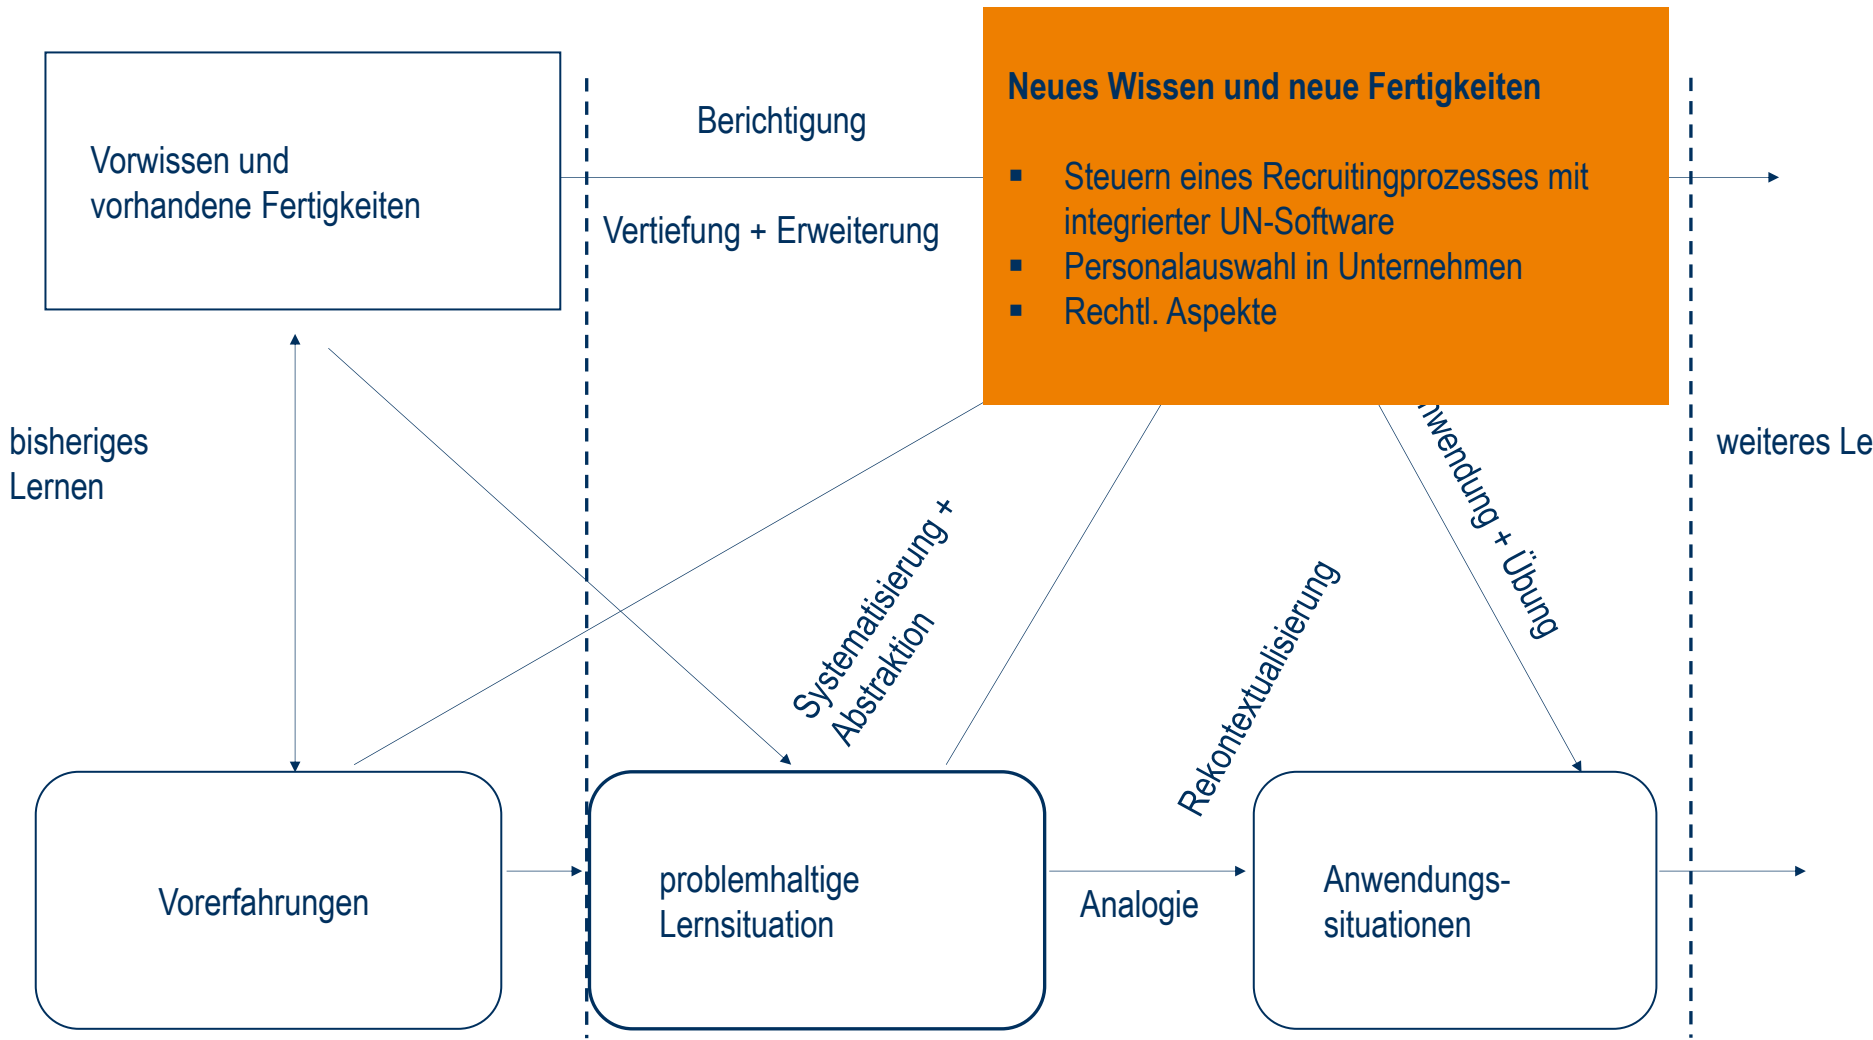 Vorwissen und
vorhandene Fertigkeiten
Berichtigung
Vertiefung + Erweiterung
Neues Wissen und neue Fertigkeiten
▪ Steuern eines Recruitingprozesses mit
integrierter UN-Software
▪ Personalauswahl in Unternehmen
▪ Rechtl. Aspekte
bisheriges
Lernen
weiteres Le
Systematisierung +
Abstraktion
Rekontextualisierung
nwendung + Übung
Vorerfahrungen
problemhaltige
Lernsituation
Analogie
Anwendungs-
situationen